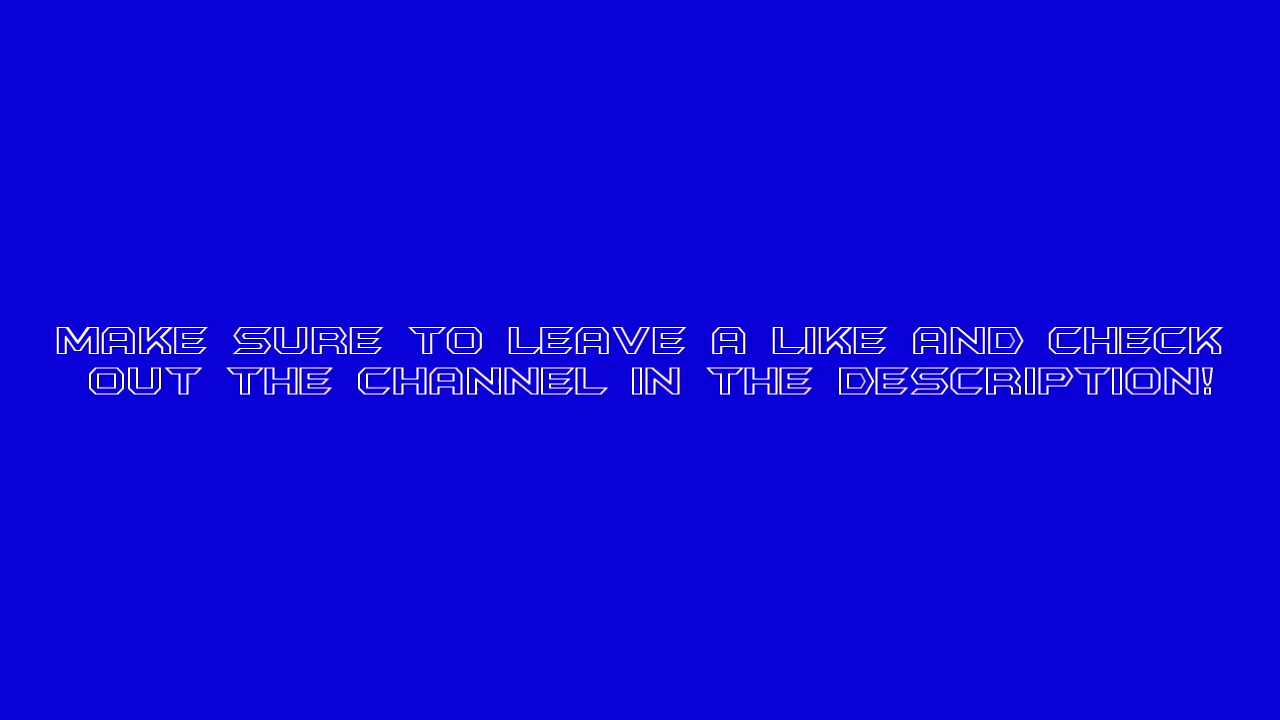 MAKE SURE TO LEAVE A LIKE AND CHECK
OUT THE CHANNEL IN THE DESCRIPTION!